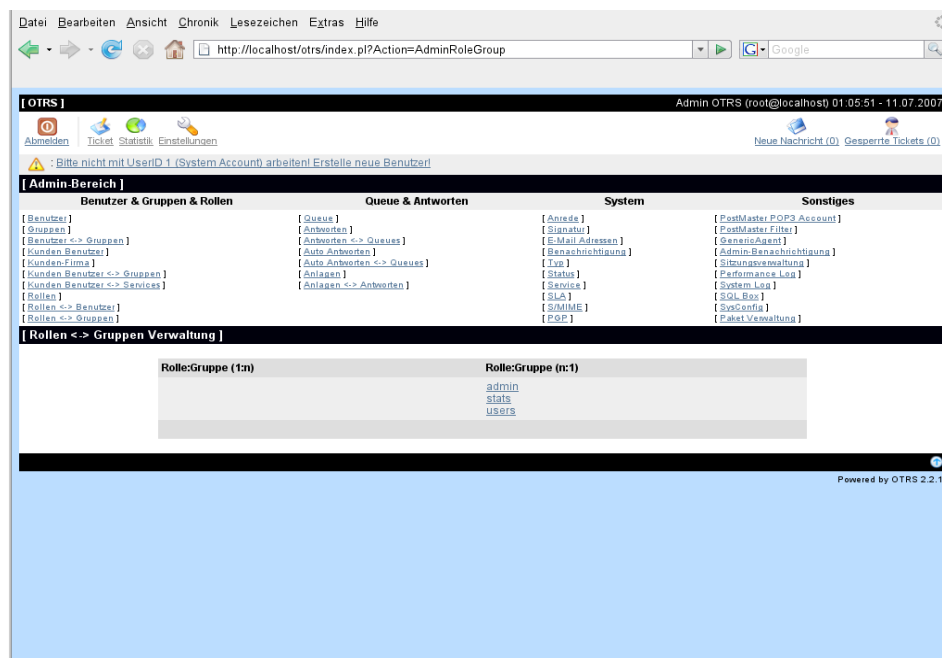 Datei Bearbeiten Ansicht Chronik Lesezeichen Extras Hilfe
http://localhost/otrs/index.pl?Action=AdminRoleGroup
G Google
[ OTRS ] Admin OTRS (root@localhost) 01:05:51 - 11.07.2007
Abmelden Ticket Statistik Einstellungen Neue Nachricht (0) Gesperrte Tickets (0)
: Bitte nicht mit UserID 1 (System Account) arbeiten! Erstelle neue Benutzer!
[ Admin-Bereich ]
Benutzer & Gruppen & Rollen Queue & Antworten System Sonstiges
[ Benutzer ] [ Queue ] [ Anrede ] [ PostMaster POP3 Account ]
[ Gruppen ] [ Antworten ] [ Signatur ] [ PostMaster Filter ]
[ Benutzer <-> Gruppen ] [ Antworten <-> Queues ] [ E-Mail Adressen ] [ GenericAgent ]
[ Kunden Benutzer ] [ Auto Antworten ] [ Benachrichtigung ] [ Admin-Benachrichtigung ]
[ Kunden-Firma ] [ Auto Antworten <-> Queues ] [ Typ ] [ Sitzungsverwaltung ]
[ Kunden Benutzer <-> Gruppen ] [ Anlagen ] [ Status ] [ Performance Log ]
[ Kunden Benutzer <-> Services ] [ Anlagen <-> Antworten ] [ Service ] [ System Log ]
[ Rollen ] [ SLA ] [ SQL Box ]
[ Rollen <-> Benutzer ] [ S/MIME ] [ SysConfig ]
[ Rollen <-> Gruppen ] [ PGP ] [ Paket Verwaltung ]
[ Rollen <-> Gruppen Verwaltung ]
Rolle:Gruppe (1:n) Rolle:Gruppe (n:1)
admin
stats
users
Powered by OTRS 2.2.1